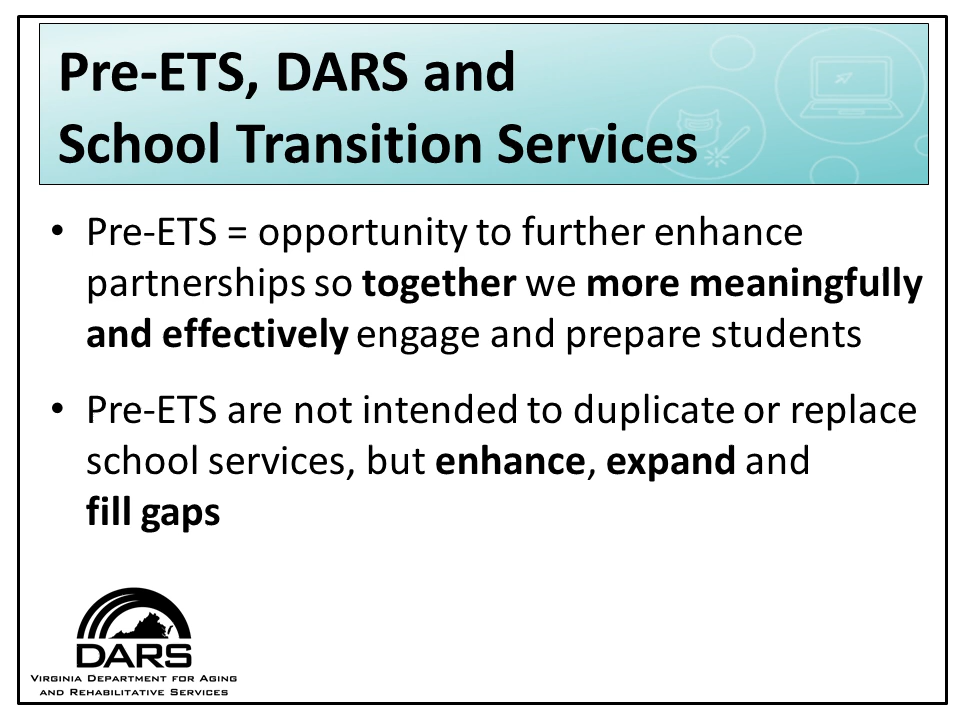 Pre-ETS, DARS and
School Transition Services
• Pre-ETS = opportunity to further enhance
partnerships so together we more meaningfully
and effectively engage and prepare students
• Pre-ETS are not intended to duplicate or replace
school services, but enhance, expand and
fill gaps
DARS
Virginia Department for Aging
and Rehabilitative Services